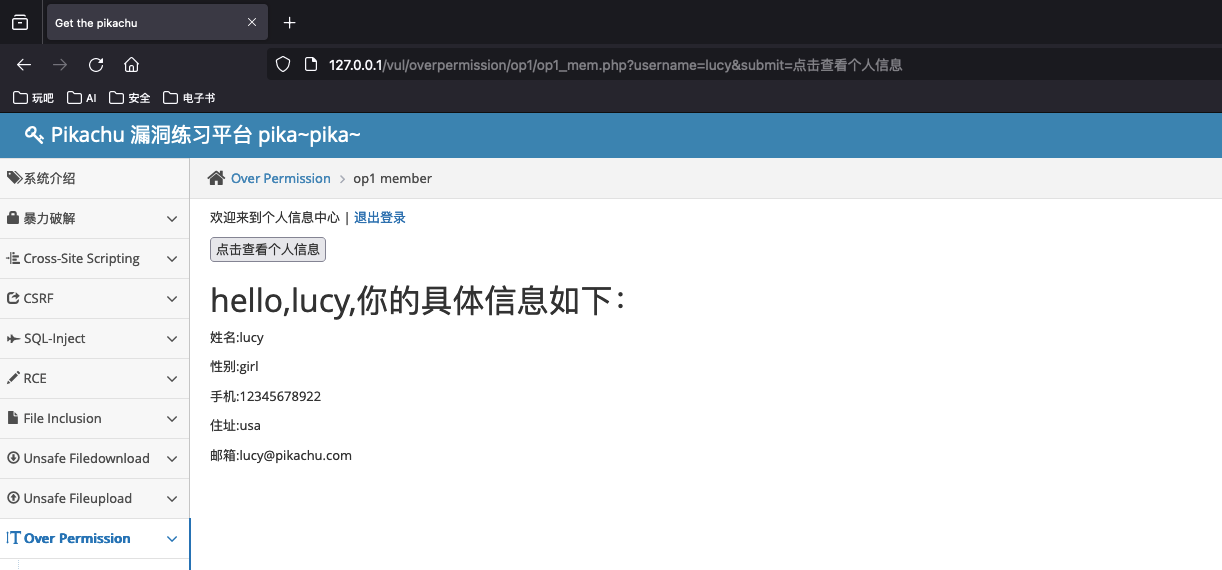 Get the pikachu
127.0.0.1/vul/overpermission/op1/op1_mem.php?username=lucy&submit=点击查看个人信息
玩吧 AI 安全 电子书
Pikachu 漏洞练习平台 pika~pika~
系统介绍
暴力破解
Cross-Site Scripting
CSRF
SQL-Inject
RCE
File Inclusion
Unsafe Filedownload
Unsafe Fileupload
Over Permission
Over Permission > op1 member
欢迎来到个人信息中心 | 退出登录
点击查看个人信息
hello,lucy,你的具体信息如下：
姓名:lucy
性别:girl
手机:12345678922
住址:usa
邮箱:lucy@pikachu.com